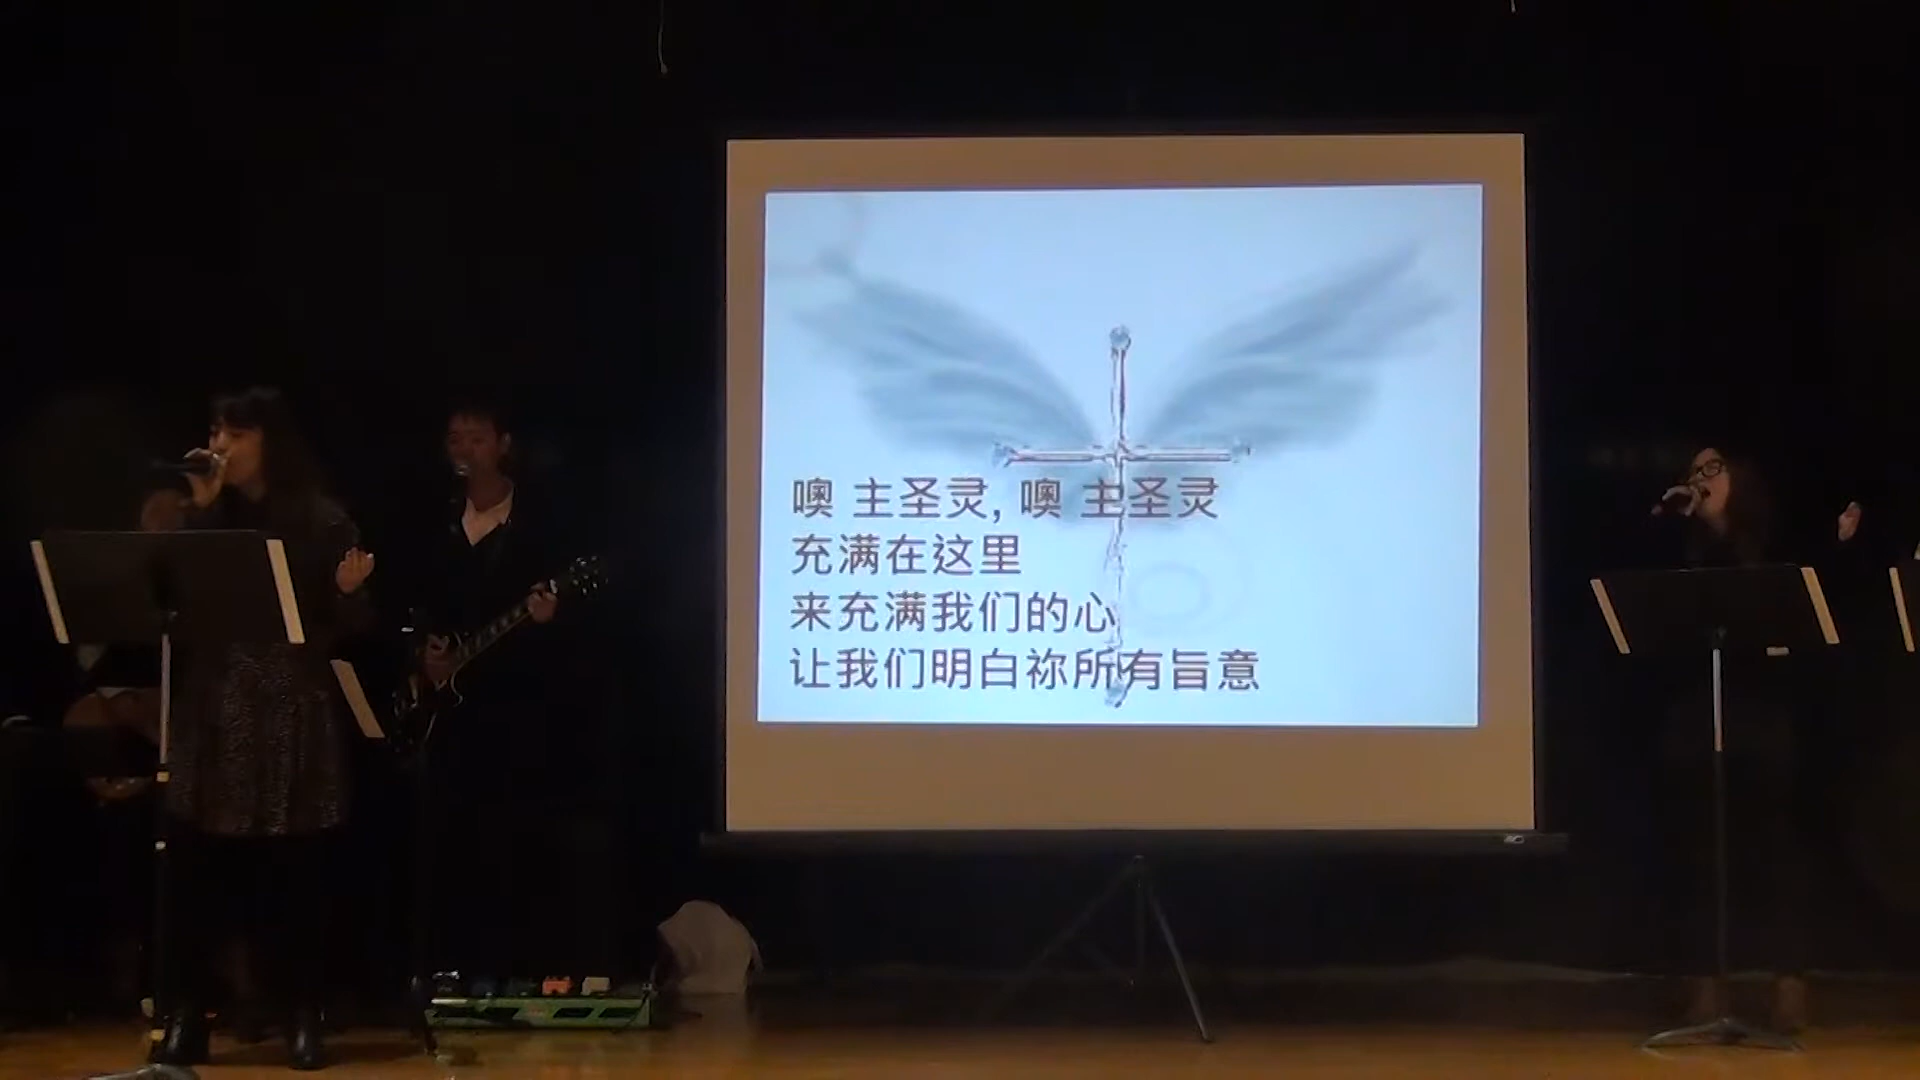 噢 主圣灵, 噢 主圣灵
充满在这里
来充满我们的心
让我们明白祢所有旨意